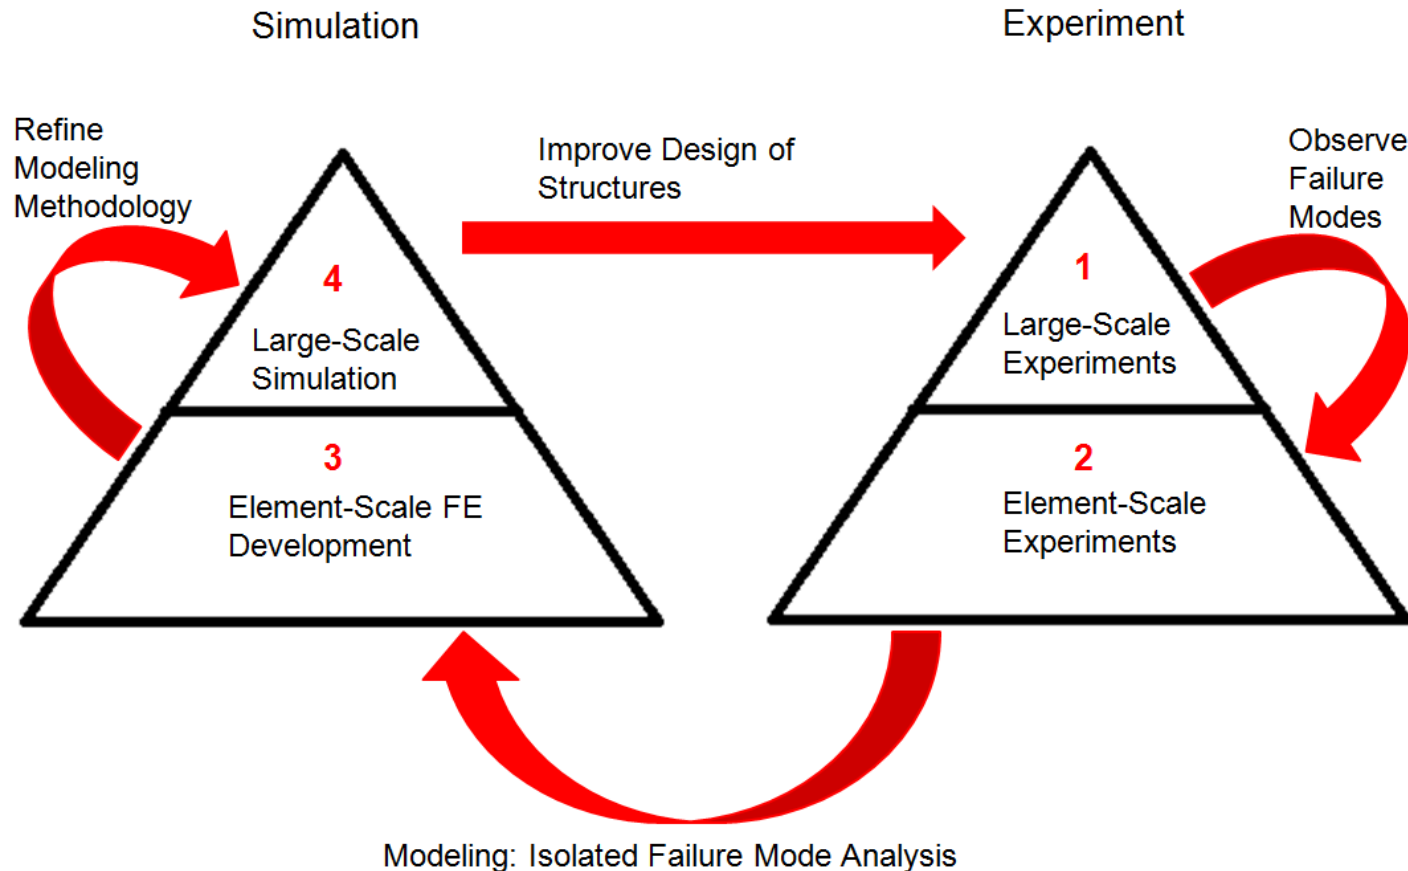 Simulation
Experiment
Refine
Modeling
Methodology
Improve Design of
Structures
Observe
Failure
Modes
4
Large-Scale
Simulation
1
Large-Scale
Experiments
3
Element-Scale FE
Development
2
Element-Scale
Experiments
Modeling: Isolated Failure Mode Analysis